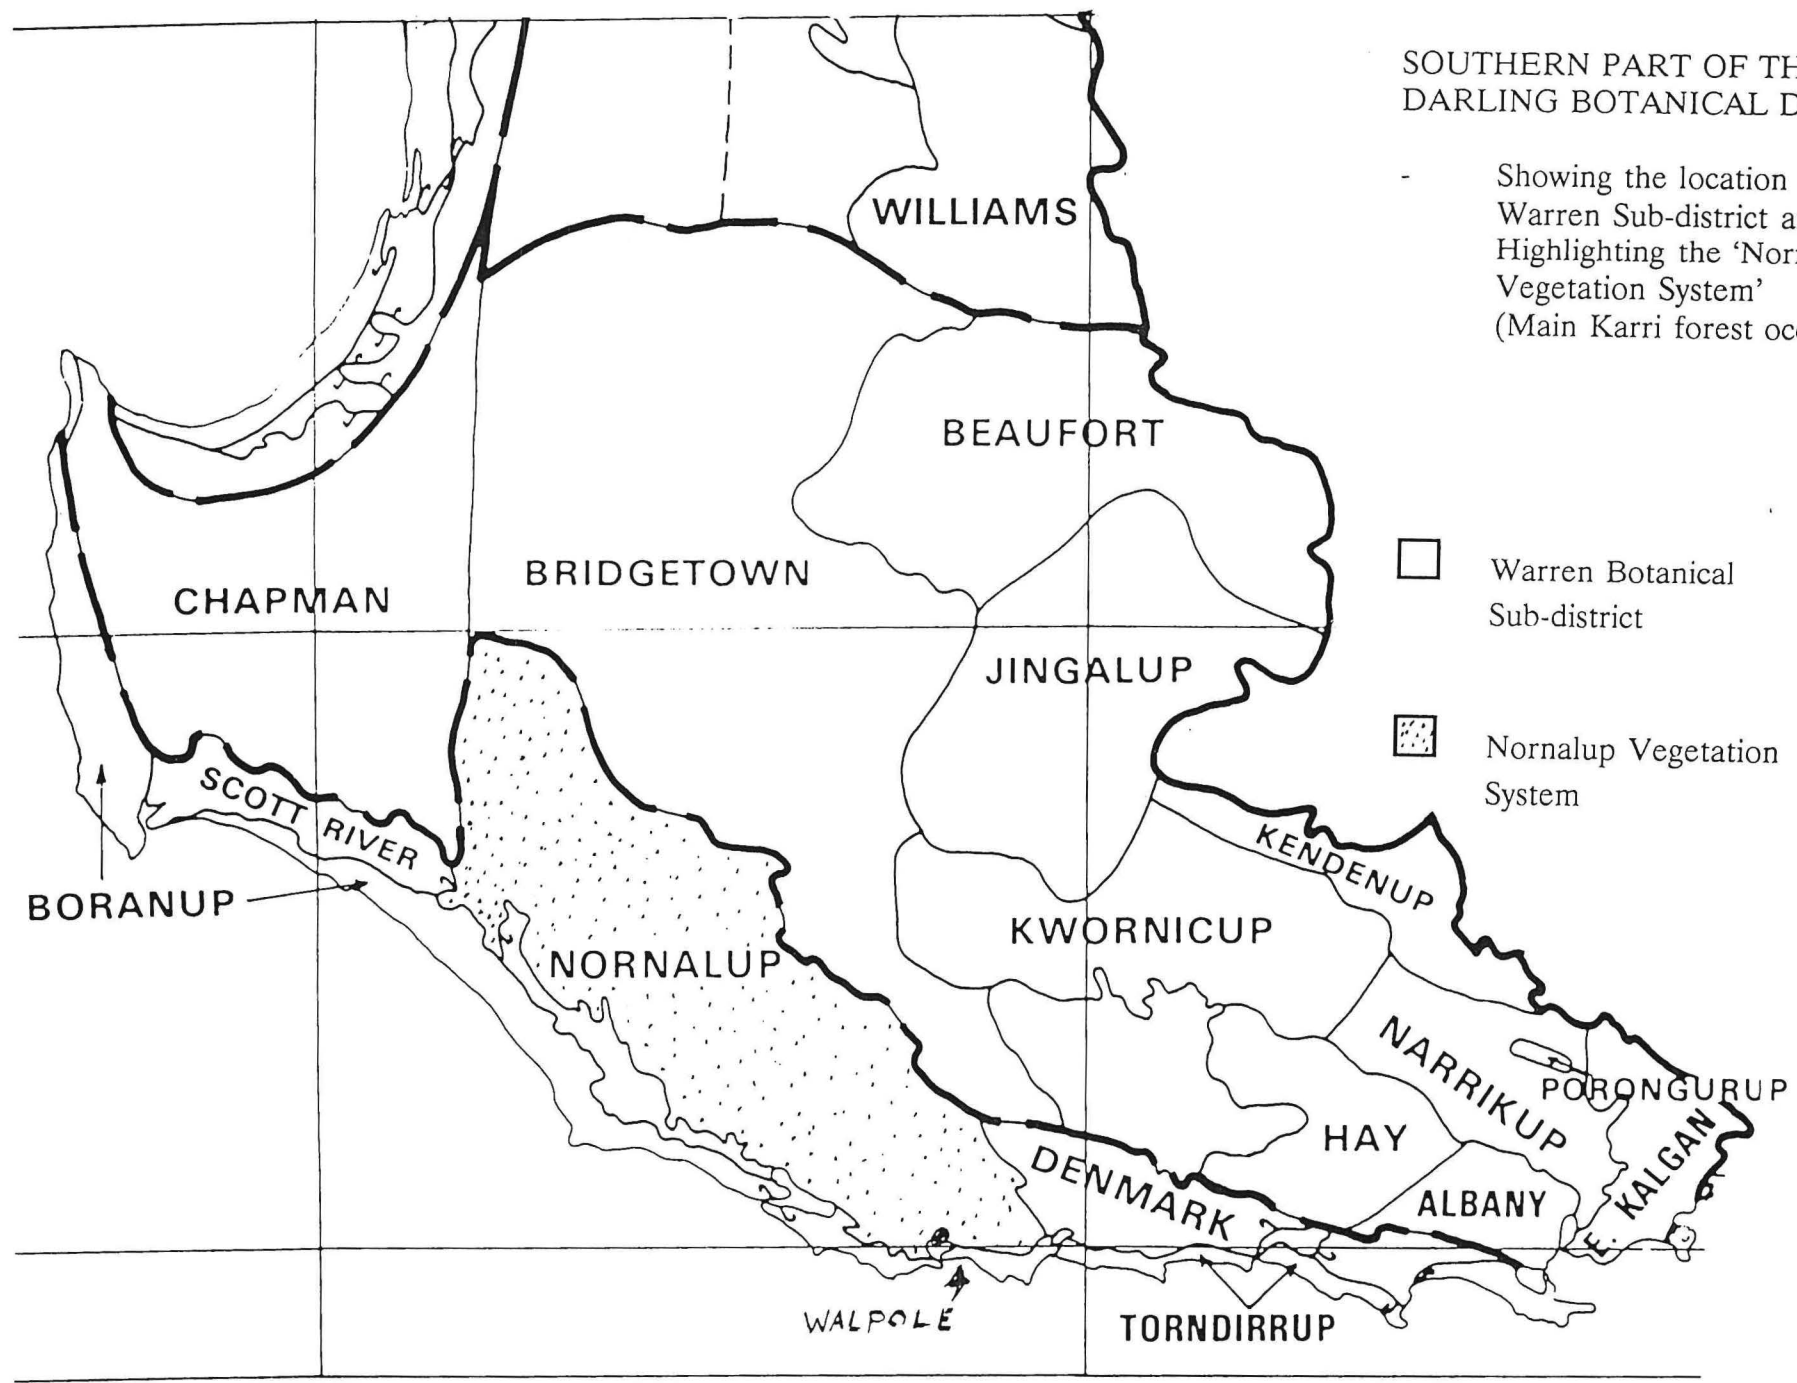 SOUTHERN PART OF TH
DARLING BOTANICAL D
- Showing the location
Warren Sub-district a
Highlighting the ‘Nor
Vegetation System’
(Main Karri forest occ
WILLIAMS
BEAUFORT
BRIDGETOWN
CHAPMAN
Warren Botanical
Sub-district
JINGALUP
Nornalup Vegetation
System
SCOTT RIVER
KENDENUP
BORANUP
KWORNICUP
NORNALUP
NARRIKUP
PORONGURUP
HAY
DENMARK
E. KALGAN
ALBANY
WALPOLE
TORNDIRRUP